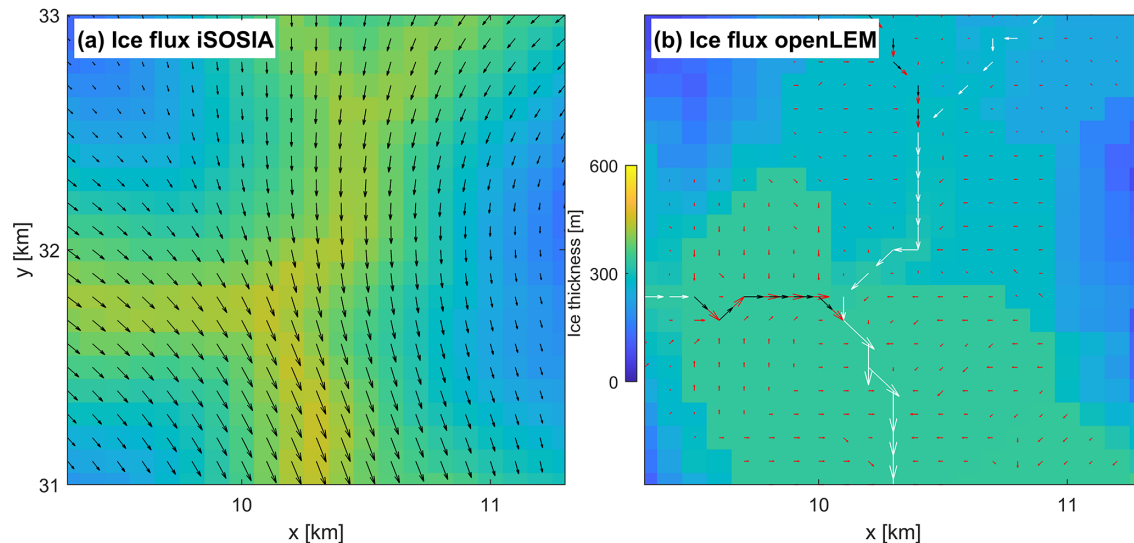 (a) Ice flux iSOSIA
(b) Ice flux openLEM
33
32
31
y [km]
10
11
x [km]
600
300
0
Ice thickness [m]
10
11
x [km]